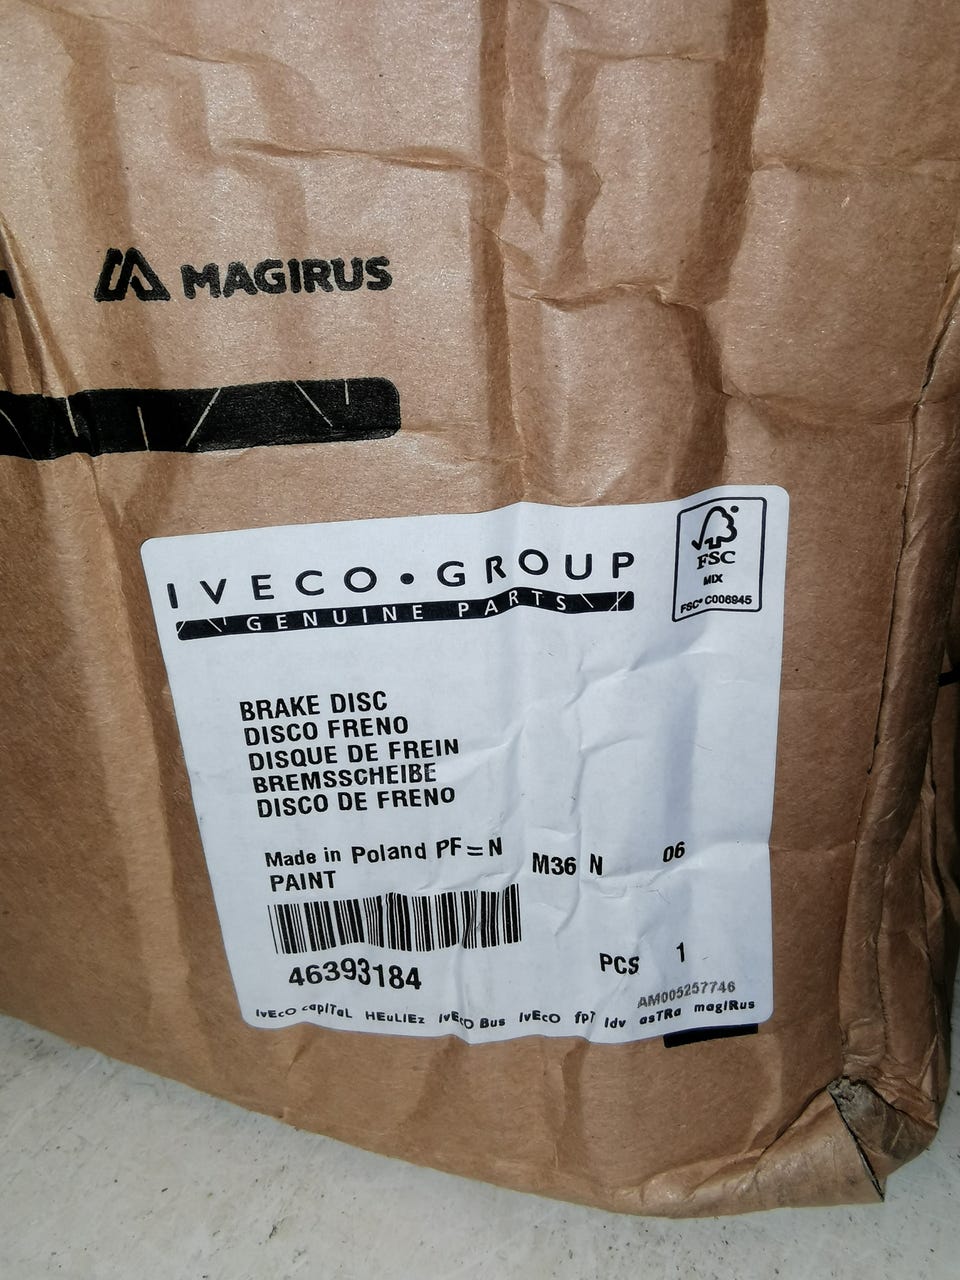 MAGIRUS
IVECO•GROUP
GENUINE PARTS
FSC
MIX
FSC® C006945
BRAKE DISC
DISCO FRENO
DISQUE DE FREIN
BREMSSCHEIBE
DISCO DE FRENO
Made in Poland PF=N M36 N 06
PAINT
46393184
PCS 1
AM005257746
IvEcO capITaL HEuLIEz IvEcO Bus IvEcO fpT Idv asTRa magIRus